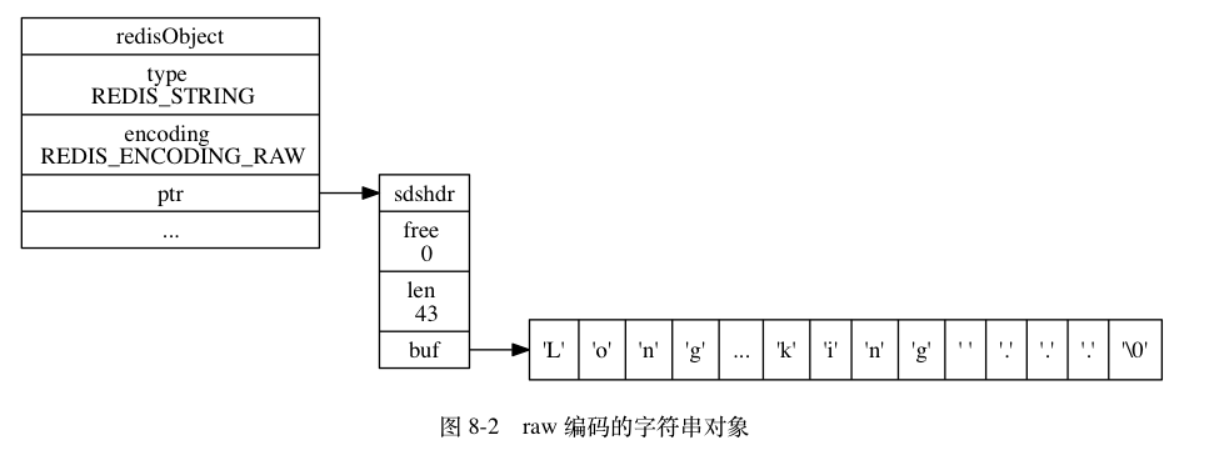 redisObject
type
REDIS_STRING
encoding
REDIS_ENCODING_RAW
ptr
...
sdshdr
free
0
len
43
buf
'L' 'o' 'n' 'g' ... 'k' 'i' 'n' 'g' ' ' '.' '.' '.' '\0'
图 8-2 raw 编码的字符串对象